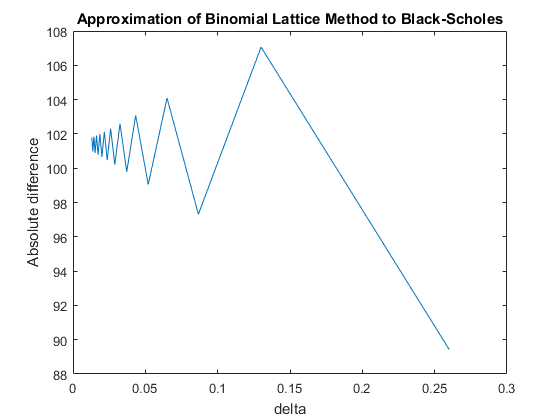 Approximation of Binomial Lattice Method to Black-Scholes
108
106
104
102
100
98
96
94
92
90
88
Absolute difference
0 0.05 0.1 0.15 0.2 0.25 0.3
delta